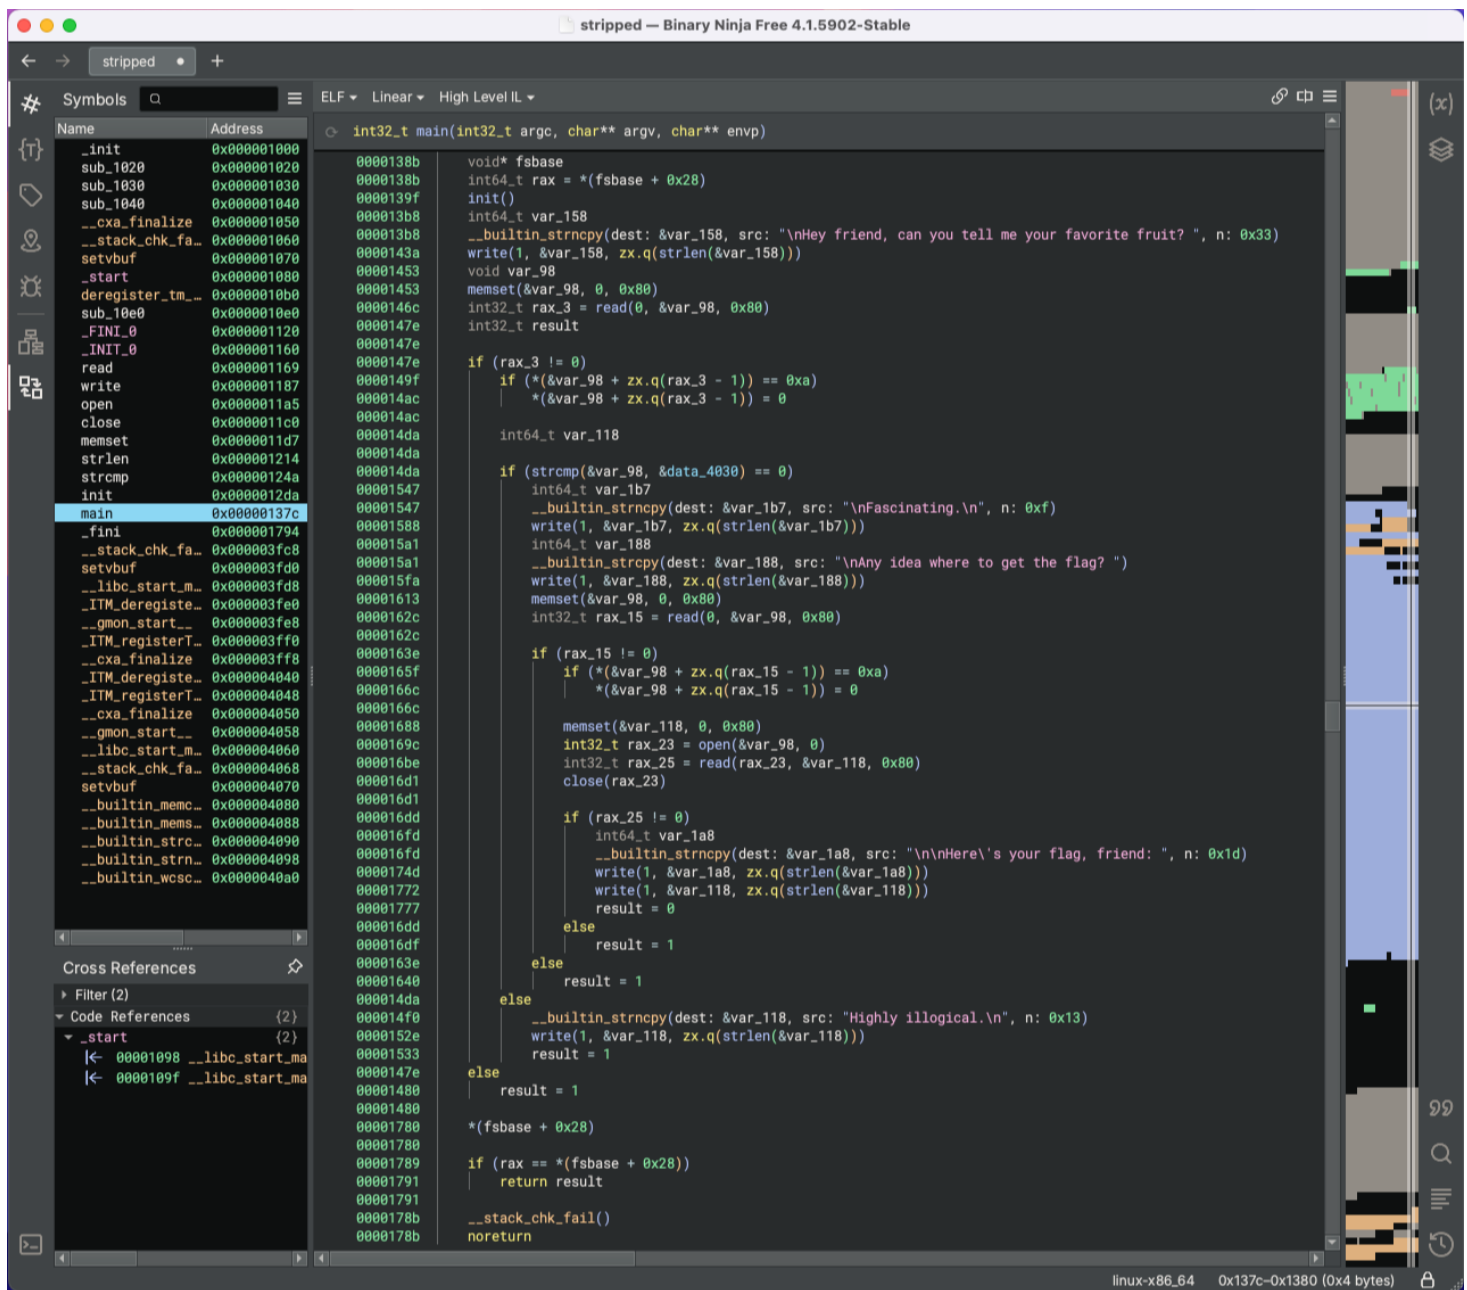 stripped — Binary Ninja Free 4.1.5902-Stable
stripped
Symbols
ELF Linear High Level IL
Name Address
int32_t main(int32_t argc, char** argv, char** envp)
_init 0x000001000
sub_1020 0x000001020
sub_1030 0x000001030
sub_1040 0x000001040
__cxa_finalize 0x000001050
__stack_chk_fa… 0x000001060
setvbuf 0x000001070
_start 0x000001080
deregister_tm_… 0x0000010b0
sub_10e0 0x0000010e0
_FINI_0 0x000001120
_INIT_0 0x000001160
read 0x000001169
write 0x000001187
open 0x0000011a5
close 0x0000011c0
memset 0x0000011d7
strlen 0x000001214
strcmp 0x00000124a
init 0x0000012da
main 0x00000137c
_fini 0x000001794
__stack_chk_fa… 0x000003fc8
setvbuf 0x000003fd0
__libc_start_m… 0x000003fd8
_ITM_deregiste… 0x000003fe0
__gmon_start__ 0x000003fe8
_ITM_registerT… 0x000003ff0
__cxa_finalize 0x000003ff8
_ITM_deregiste… 0x000004040
_ITM_registerT… 0x000004048
__cxa_finalize 0x000004050
__gmon_start__ 0x000004058
__libc_start_m… 0x000004060
__stack_chk_fa… 0x000004068
setvbuf 0x000004070
__builtin_memc… 0x000004080
__builtin_mems… 0x000004088
__builtin_strc… 0x000004090
__builtin_strn… 0x000004098
__builtin_wcsc… 0x0000040a0
Cross References
Filter (2)
Code References {2}
_start {2}
00001098 __libc_start_ma
0000109f __libc_start_ma
0000138b void* fsbase
0000138b int64_t rax = *(fsbase + 0x28)
0000139f init()
000013b8 int64_t var_158
000013b8 __builtin_strncpy(dest: &var_158, src: "\nHey friend, can you tell me your favorite fruit? ", n: 0x33)
0000143a write(1, &var_158, zx.q(strlen(&var_158)))
00001453 void var_98
00001453 memset(&var_98, 0, 0x80)
0000146c int32_t rax_3 = read(0, &var_98, 0x80)
0000147e int32_t result
0000147e
0000147e if (rax_3 != 0)
0000149f if (*(&var_98 + zx.q(rax_3 - 1)) == 0xa)
000014ac *(&var_98 + zx.q(rax_3 - 1)) = 0
000014ac
000014da int64_t var_118
000014da
000014da if (strcmp(&var_98, &data_4030) == 0)
00001547 int64_t var_1b7
00001547 __builtin_strncpy(dest: &var_1b7, src: "\nFascinating.\n", n: 0xf)
00001588 write(1, &var_1b7, zx.q(strlen(&var_1b7)))
000015a1 int64_t var_188
000015a1 __builtin_strcpy(dest: &var_188, src: "\nAny idea where to get the flag? ")
000015fa write(1, &var_188, zx.q(strlen(&var_188)))
00001613 memset(&var_98, 0, 0x80)
0000162c int32_t rax_15 = read(0, &var_98, 0x80)
0000162c
0000163e if (rax_15 != 0)
0000165f if (*(&var_98 + zx.q(rax_15 - 1)) == 0xa)
0000166c *(&var_98 + zx.q(rax_15 - 1)) = 0
0000166c
00001688 memset(&var_118, 0, 0x80)
0000169c int32_t rax_23 = open(&var_98, 0)
000016be int32_t rax_25 = read(rax_23, &var_118, 0x80)
000016d1 close(rax_23)
000016d1
000016dd if (rax_25 != 0)
000016fd int64_t var_1a8
000016fd __builtin_strncpy(dest: &var_1a8, src: "\n\nHere\'s your flag, friend: ", n: 0x1d)
0000174d write(1, &var_1a8, zx.q(strlen(&var_1a8)))
00001772 write(1, &var_118, zx.q(strlen(&var_118)))
00001777 result = 0
000016dd else
000016df result = 1
0000163e else
00001640 result = 1
000014da else
000014f0 __builtin_strncpy(dest: &var_118, src: "Highly illogical.\n", n: 0x13)
0000152e write(1, &var_118, zx.q(strlen(&var_118)))
00001533 result = 1
0000147e else
00001480 result = 1
00001480
00001780 *(fsbase + 0x28)
00001780
00001789 if (rax == *(fsbase + 0x28))
00001791 return result
00001791
0000178b __stack_chk_fail()
0000178b noreturn
linux-x86_64 0x137c–0x1380 (0x4 bytes)